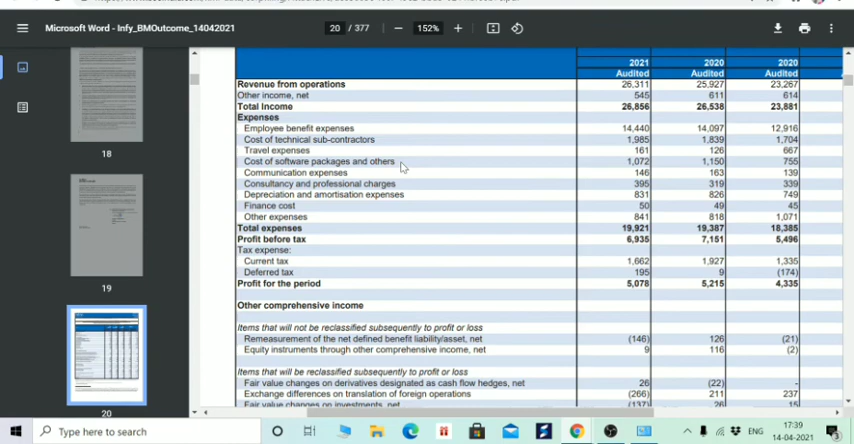 Microsoft Word - Infy_BMOutcome_14042021
20 / 377
152%
18
19
20
2021 2020 2020
Audited Audited Audited
Revenue from operations 26,311 25,927 23,267
Other income, net 545 611 614
Total Income 26,856 26,538 23,881
Expenses
Employee benefit expenses 14,440 14,097 12,916
Cost of technical sub-contractors 1,985 1,839 1,704
Travel expenses 161 126 667
Cost of software packages and others 1,072 1,150 755
Communication expenses 146 163 139
Consultancy and professional charges 395 319 339
Depreciation and amortisation expenses 831 826 749
Finance cost 50 49 45
Other expenses 841 818 1,071
Total expenses 19,921 19,387 18,385
Profit before tax 6,935 7,151 5,496
Tax expense:
Current tax 1,662 1,927 1,335
Deferred tax 195 9 (174)
Profit for the period 5,078 5,215 4,335
Other comprehensive income
Items that will not be reclassified subsequently to profit or loss
Remeasurement of the net defined benefit liability/asset, net (146) 126 (21)
Equity instruments through other comprehensive income, net 9 116 (2)
Items that will be reclassified subsequently to profit or loss
Fair value changes on derivatives designated as cash flow hedges, net 26 (22) -
Exchange differences on translation of foreign operations (266) 211 237
Fair value changes on investments, net (137) 26 15
Type here to search
ENG
17:39
14-04-2021